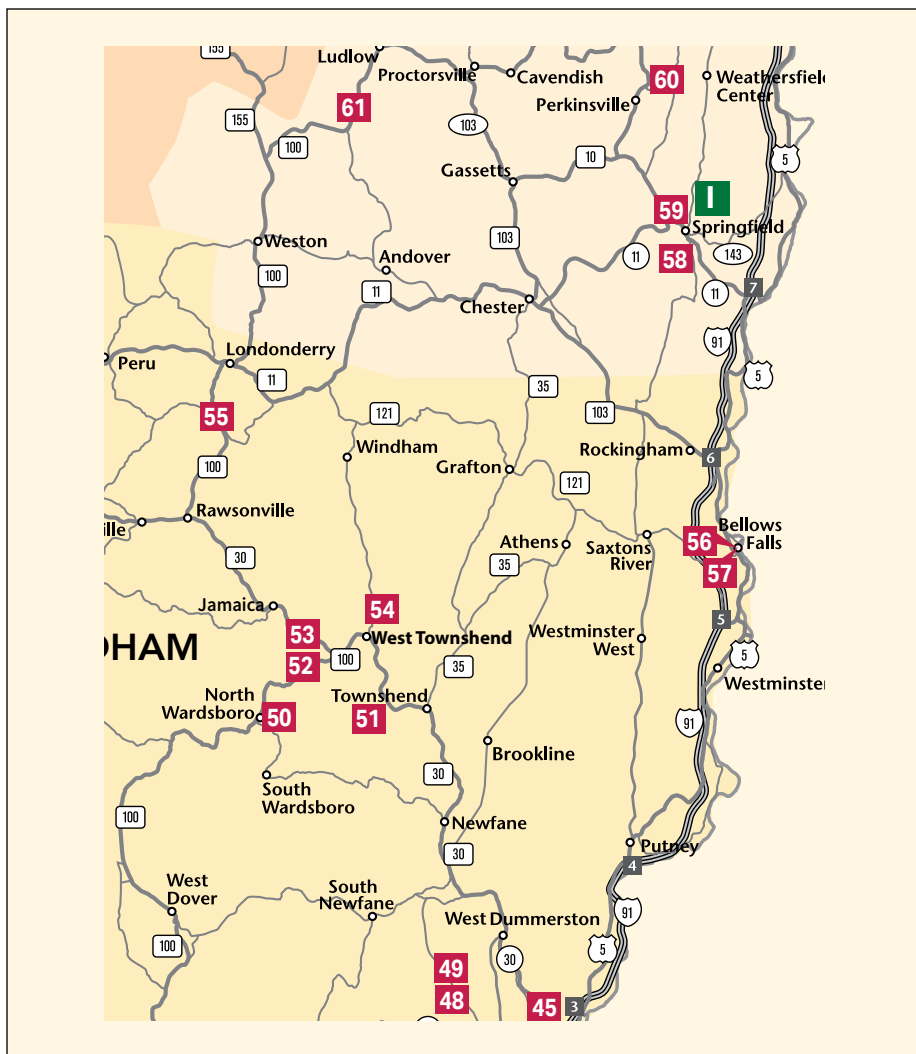 155
Ludlow
Proctorsville
Cavendish
60
Weathersfield
Center
Perkinsville
61
155
100
103
10
5
Gassetts
I
59
Springfield
103
Weston
11
58
143
Andover
100
11
7
11
Chester
91
Londonderry
Peru
11
35
5
55
121
103
Windham
Rockingham
6
100
Grafton
121
Rawsonville
ille
Bellows
Falls
56
Athens
Saxtons
River
30
35
57
Jamaica
54
5
53
West Townshend
Westminster
West
DHAM
100
52
35
5
Westminster
North
Wardsboro
50
Townshend
51
91
Brookline
30
South
Wardsboro
100
Newfane
30
Putney
4
West
Dover
South
Newfane
91
West Dummerston
100
30
5
49
48
45
3